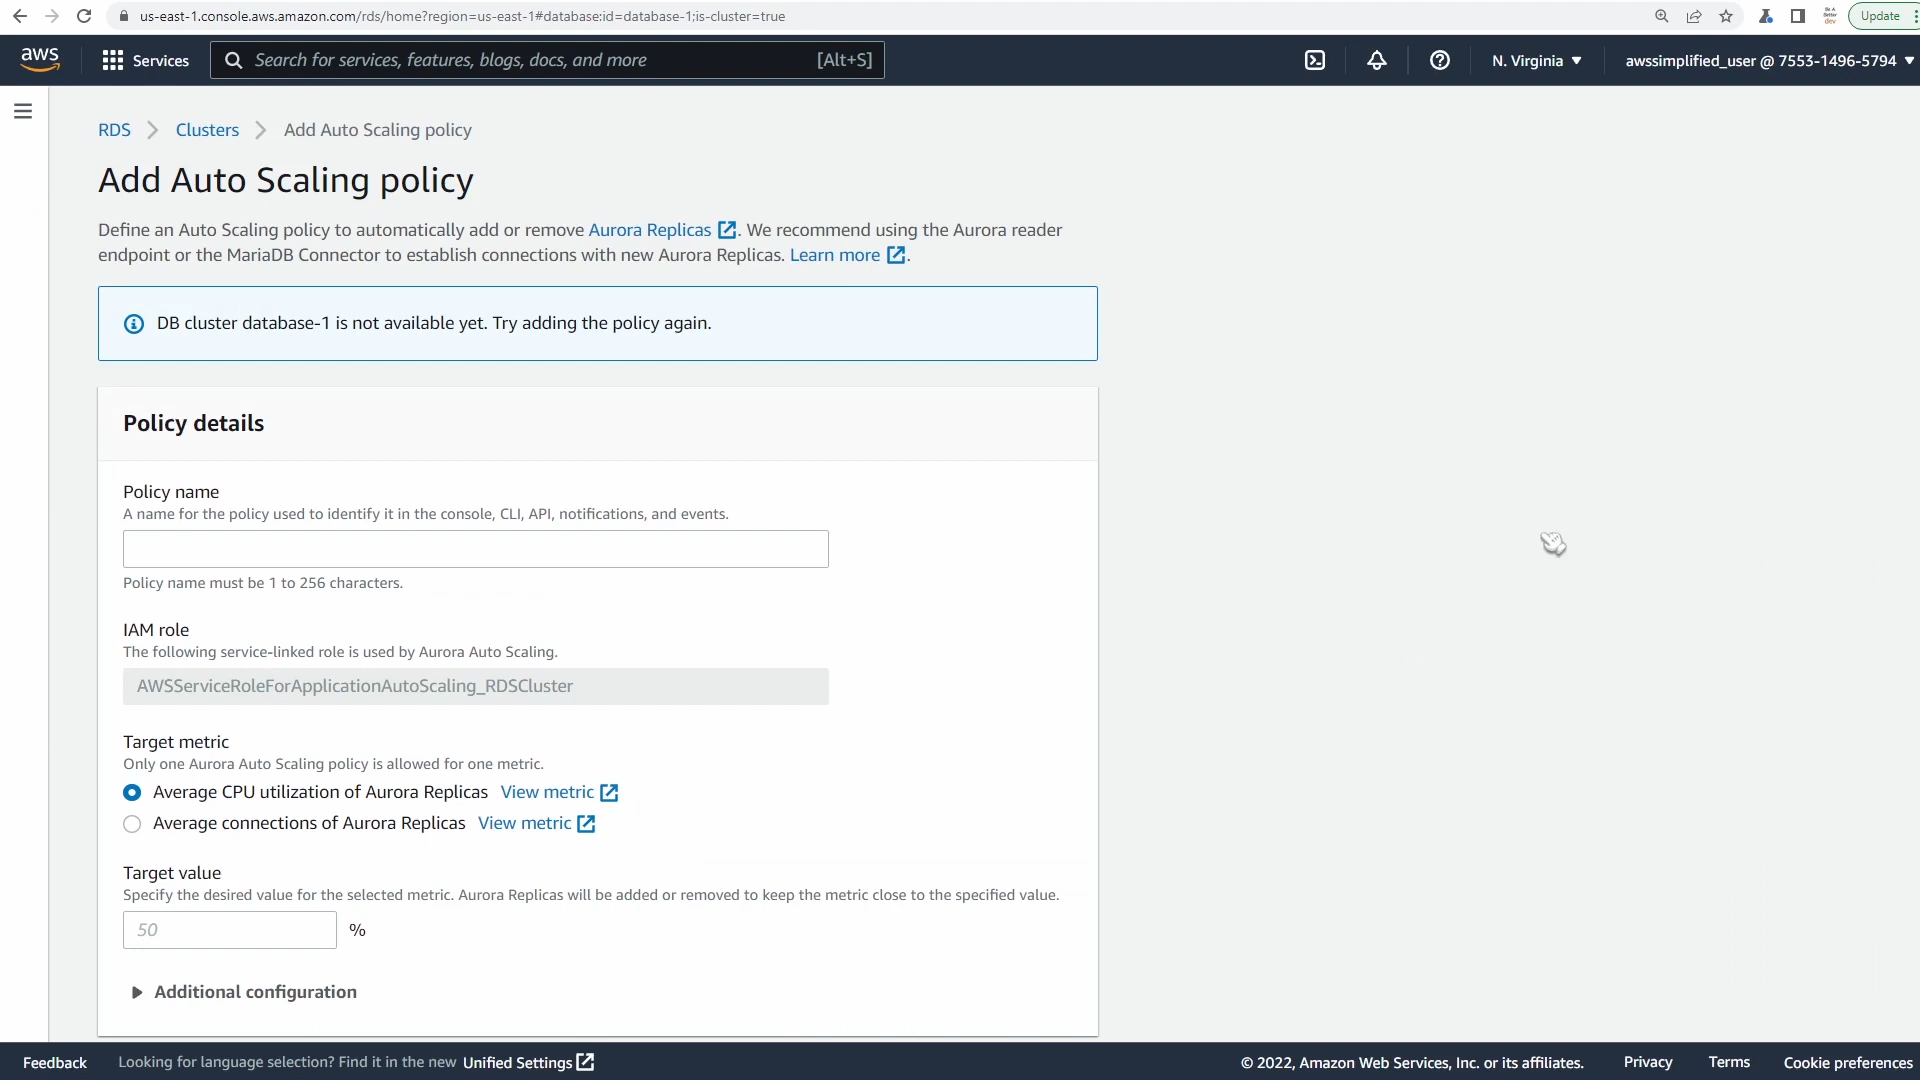 us-east-1.console.aws.amazon.com/rds/home?region=us-east-1#database:id=database-1;is-cluster=true
Be A
Better
dev
Update
aws
Services
Search for services, features, blogs, docs, and more
[Alt+S]
N. Virginia
awssimplified_user @ 7553-1496-5794
RDS
Clusters
Add Auto Scaling policy
Add Auto Scaling policy
Define an Auto Scaling policy to automatically add or remove Aurora Replicas. We recommend using the Aurora reader
endpoint or the MariaDB Connector to establish connections with new Aurora Replicas. Learn more.
DB cluster database-1 is not available yet. Try adding the policy again.
Policy details
Policy name
A name for the policy used to identify it in the console, CLI, API, notifications, and events.
Policy name must be 1 to 256 characters.
IAM role
The following service-linked role is used by Aurora Auto Scaling.
AWSServiceRoleForApplicationAutoScaling_RDSCluster
Target metric
Only one Aurora Auto Scaling policy is allowed for one metric.
Average CPU utilization of Aurora Replicas View metric
Average connections of Aurora Replicas View metric
Target value
Specify the desired value for the selected metric. Aurora Replicas will be added or removed to keep the metric close to the specified value.
50 %
Additional configuration
Feedback
Looking for language selection? Find it in the new Unified Settings
© 2022, Amazon Web Services, Inc. or its affiliates.
Privacy
Terms
Cookie preferences